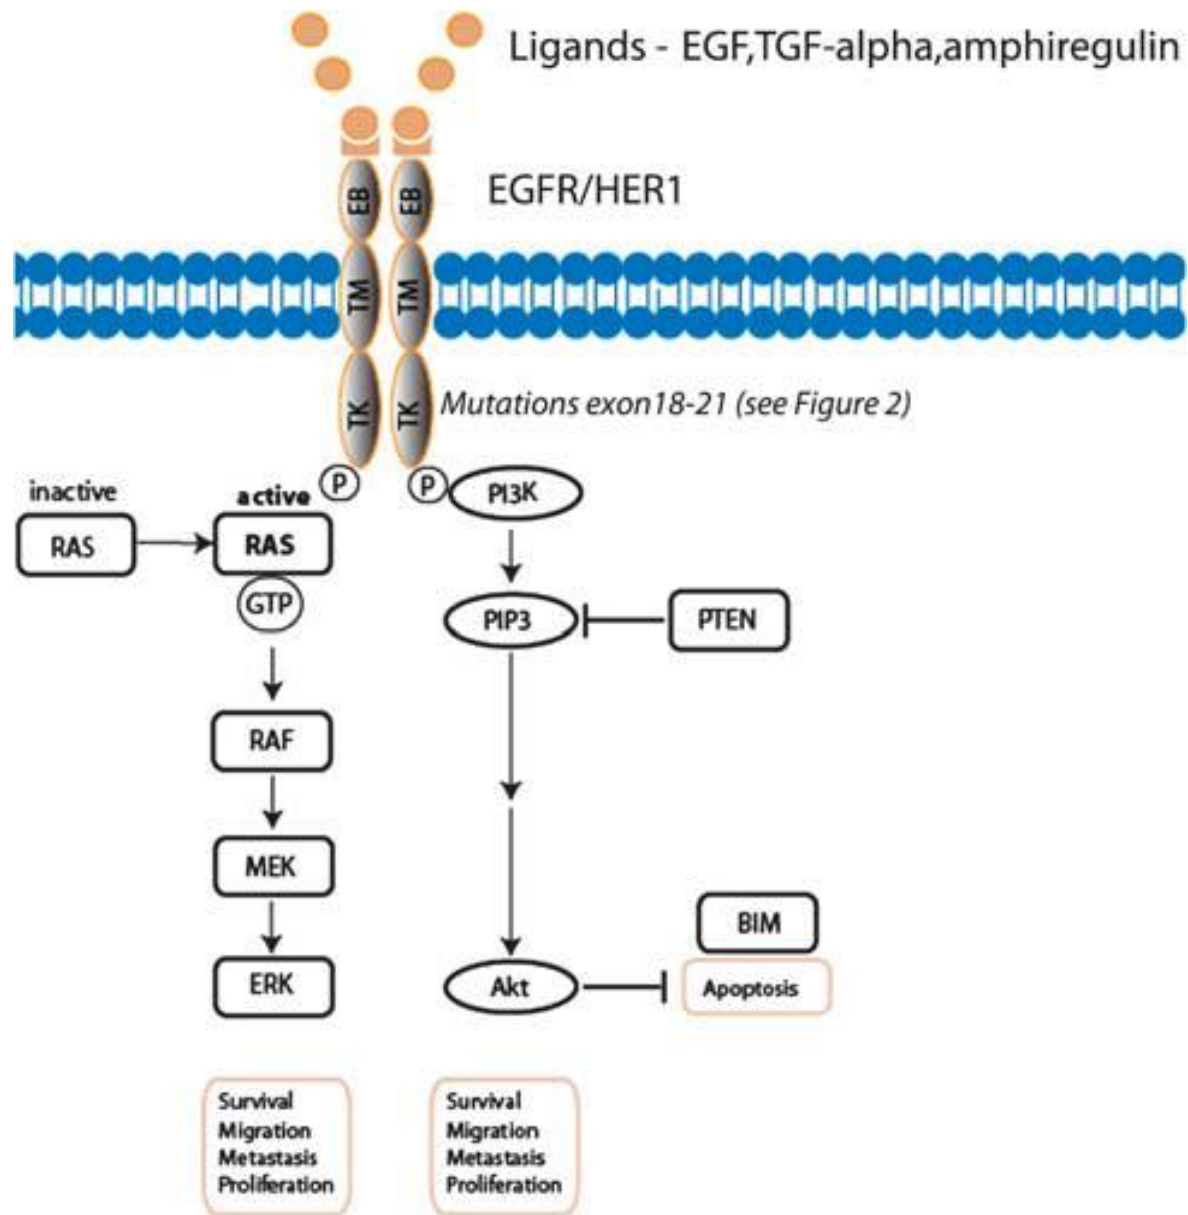 Ligands - EGF,TGF-alpha,amphiregulin
EGFR/HER1
EB
EB
TM
TM
TK
TK
Mutations exon18-21 (see Figure 2)
P
P
PI3K
inactive
active
RAS
RAS
GTP
PIP3
PTEN
RAF
MEK
BIM
ERK
Akt
Apoptosis
Survival
Migration
Metastasis
Proliferation
Survival
Migration
Metastasis
Proliferation